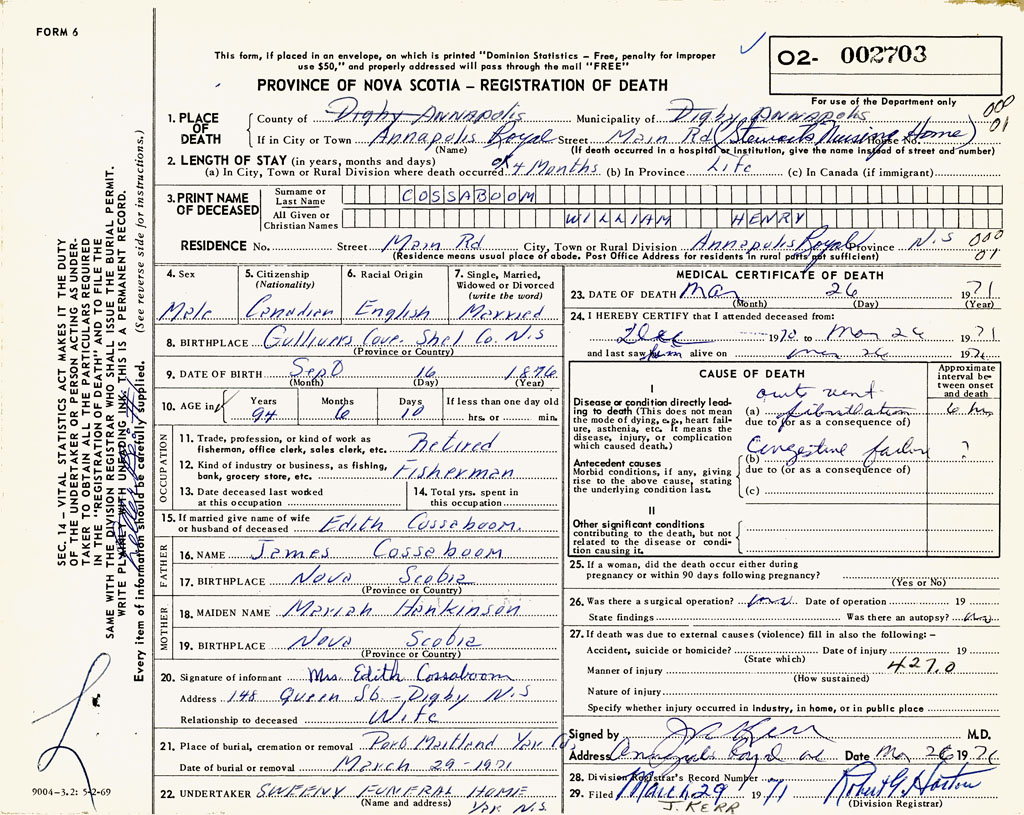 FORM 6
This form, if placed in an envelope, on which is printed "Dominion Statistics – Free, penalty for improper
use $50," and properly addressed will pass through the mail "FREE"
02- 002703
PROVINCE OF NOVA SCOTIA – REGISTRATION OF DEATH
For use of the Department only
1. PLACE OF DEATH County of Digby ANNAPOLIS Municipality of Digby ANNAPOLIS 000
If in City or Town Annapolis Royal Street Main Rd (Stewarts Nursing Home) House No. 01
(Name) (If death occurred in a hospital or institution, give the name instead of street and number)
2. LENGTH OF STAY (in years, months and days)
(a) In City, Town or Rural Division where death occurred 4 Months (b) In Province Life (c) In Canada (if immigrant)
3. PRINT NAME OF DECEASED
Surname or Last Name COSSABOOM
All Given or Christian Names WILLIAM HENRY
RESIDENCE No. Street Main Rd City, Town or Rural Division Annapolis Royal Province N.S 000
(Residence means usual place of abode. Post Office Address for residents in rural parts not sufficient) 01
4. Sex 5. Citizenship (Nationality) 6. Racial Origin 7. Single, Married, Widowed or Divorced (write the word)
Male Canadian English Married
8. BIRTHPLACE Gullivers Cove. Co. N.S
(Province or Country)
9. DATE OF BIRTH Sept 16 1876
(Month) (Day) (Year)
10. AGE in Years Months Days If less than one day old
94 6 10 hrs. or min.
OCCUPATION
11. Trade, profession, or kind of work as fisherman, office clerk, sales clerk, etc. Retired
12. Kind of industry or business, as fishing, bank, grocery store, etc. Fisherman
13. Date deceased last worked at this occupation 14. Total yrs. spent in this occupation
15. If married give name of wife or husband of deceased Edith Cossaboom.
FATHER
16. NAME James Cossaboom
17. BIRTHPLACE Nova Scotia
(Province or Country)
MOTHER
18. MAIDEN NAME Mariah Hankinson
19. BIRTHPLACE Nova Scotia
(Province or Country)
20. Signature of informant Mrs. Edith Cossaboom
Address 148 Queen St. - Digby N.S
Relationship to deceased Wife
21. Place of burial, cremation or removal Port Maitland Yar Co
Date of burial or removal March 29 - 1971
22. UNDERTAKER SWEENY FUNERAL HOME
(Name and address) Yar N.S.
MEDICAL CERTIFICATE OF DEATH
23. DATE OF DEATH Mar 26 1971
(Month) (Day) (Year)
24. I HEREBY CERTIFY that I attended deceased from:
Dec 1970 to Mar 26 1971
and last saw him alive on Mar 26 1971
CAUSE OF DEATH
Approximate interval between onset and death
I
Disease or condition directly leading to death (This does not mean the mode of dying, e.g., heart failure, asthenia, etc. It means the disease, injury, or complication which caused death.)
(a) vent fibrillation 6 hrs
due to (or as a consequence of)
Antecedent causes
Morbid conditions, if any, giving rise to the above cause, stating the underlying condition last.
(b) Congestive failure ?
due to (or as a consequence of)
(c)
II
Other significant conditions
contributing to the death, but not related to the disease or condition causing it.
25. If a woman, did the death occur either during pregnancy or within 90 days following pregnancy?
(Yes or No)
26. Was there a surgical operation? no Date of operation 19
State findings Was there an autopsy? no
27. If death was due to external causes (violence) fill in also the following: –
Accident, suicide or homicide? Date of injury 19
(State which)
Manner of injury 427.0
(How sustained)
Nature of injury
Specify whether injury occurred in industry, in home, or in public place
Signed by J R Kerr M.D.
Address Annapolis Royal Date Mar 26 1971
28. Division Registrar's Record Number
29. Filed March 29 1971 Robert G. Horton
J. KERR (Division Registrar)
SEC. 14 – VITAL STATISTICS ACT MAKES IT THE DUTY
OF THE UNDERTAKER OR PERSON ACTING AS UNDER-
TAKER TO OBTAIN ALL THE PARTICULARS REQUIRED
IN THE "REGISTRATION OF DEATH" AND TO FILE THE
SAME WITH THE DIVISION REGISTRAR WHO SHALL ISSUE THE BURIAL PERMIT.
WRITE PLAINLY WITH UNFADING INK. THIS IS A PERMANENT RECORD.
Every item of information should be carefully supplied. (See reverse side for instructions.)
9004-3.2: 5-2-69